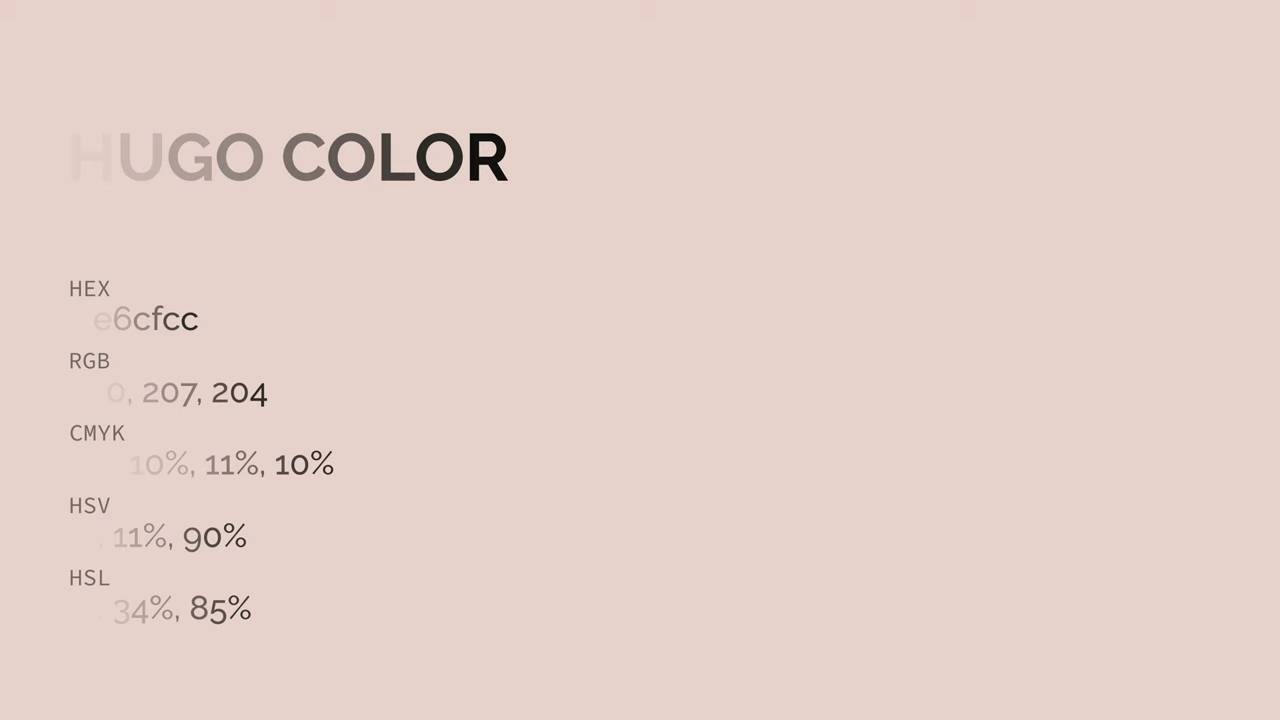 HUGO COLOR
HEX
e6cfcc
RGB
0, 207, 204
CMYK
10%, 11%, 10%
HSV
, 11%, 90%
HSL
, 34%, 85%